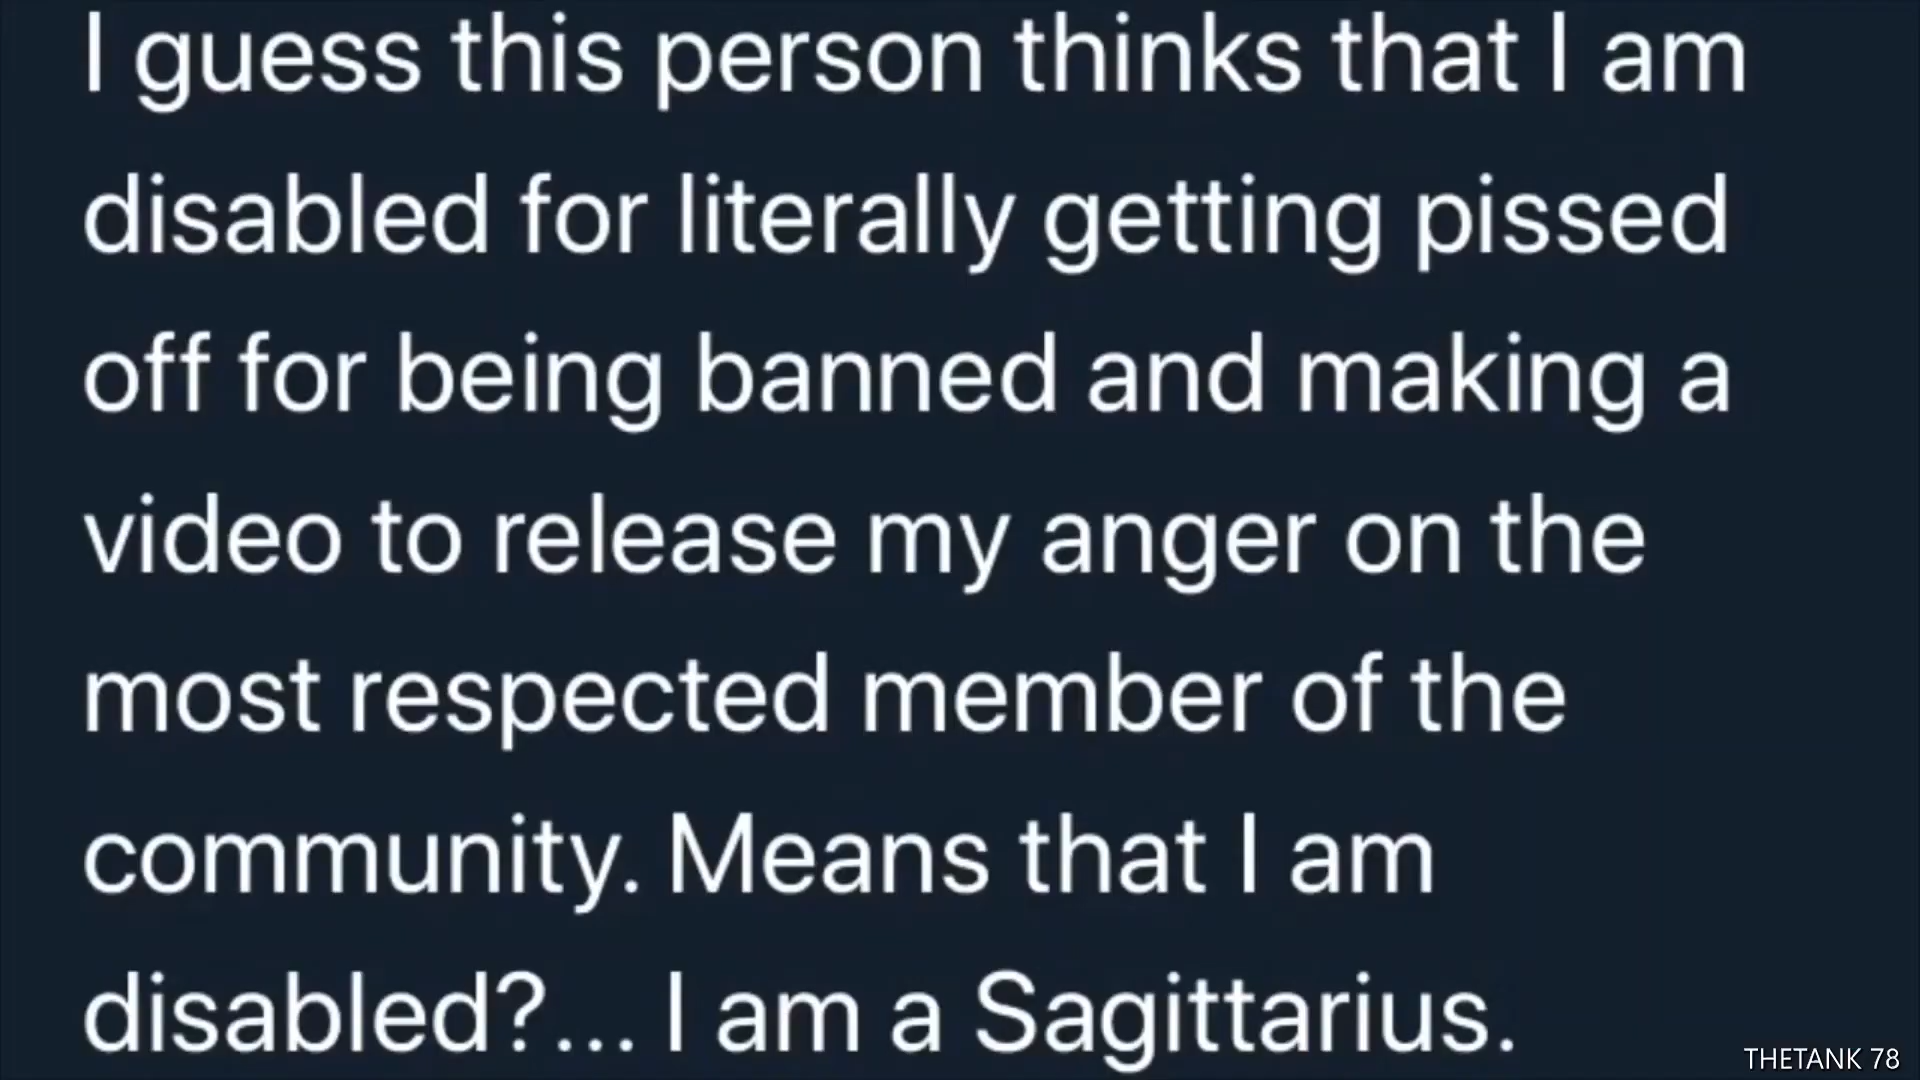 I guess this person thinks that I am
disabled for literally getting pissed
off for being banned and making a
video to release my anger on the
most respected member of the
community. Means that I am
disabled?... I am a Sagittarius.
THETANK 78